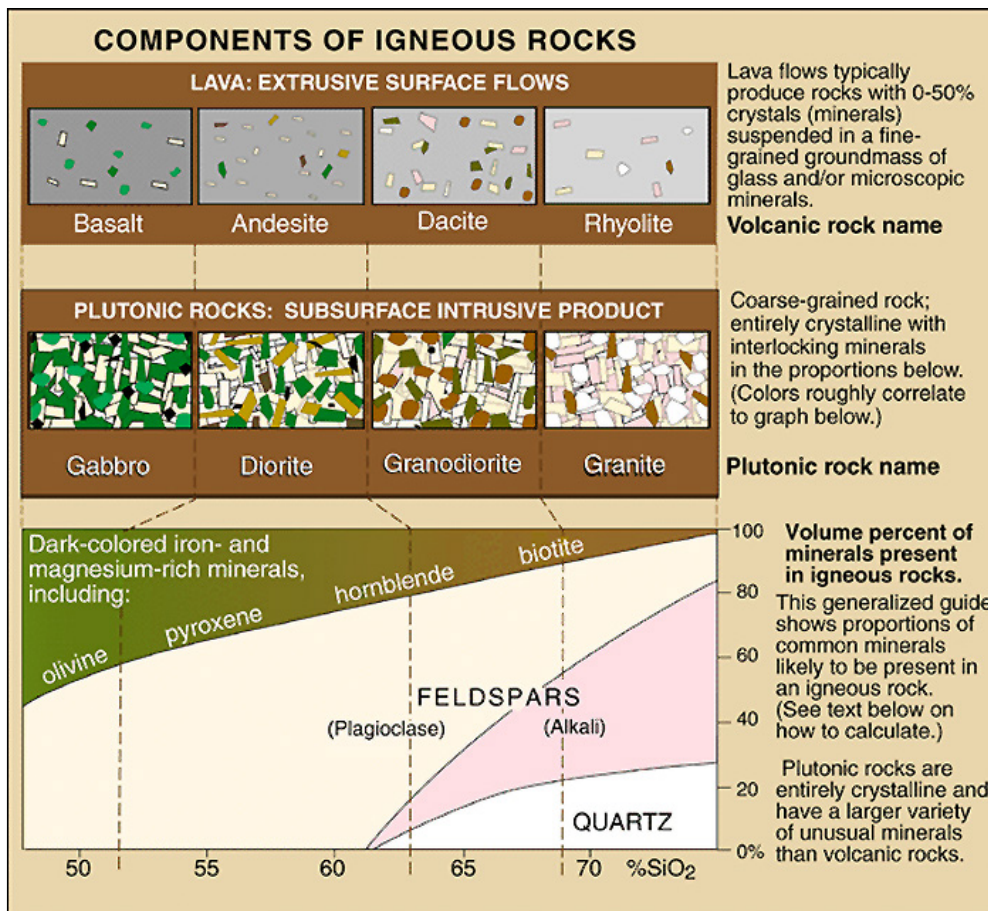 COMPONENTS OF IGNEOUS ROCKS
LAVA: EXTRUSIVE SURFACE FLOWS
Basalt
Andesite
Dacite
Rhyolite
Lava flows typically
produce rocks with 0-50%
crystals (minerals)
suspended in a fine-
grained groundmass of
glass and/or microscopic
minerals.
Volcanic rock name
PLUTONIC ROCKS: SUBSURFACE INTRUSIVE PRODUCT
Gabbro
Diorite
Granodiorite
Granite
Coarse-grained rock;
entirely crystalline with
interlocking minerals
in the proportions below.
(Colors roughly correlate
to graph below.)
Plutonic rock name
Dark-colored iron- and
magnesium-rich minerals,
including:
olivine
pyroxene
hornblende
biotite
FELDSPARS
(Plagioclase)
(Alkali)
QUARTZ
100
80
60
40
20
0%
50
55
60
65
70
%SiO₂
Volume percent of
minerals present
in igneous rocks.
This generalized guide
shows proportions of
common minerals
likely to be present in
an igneous rock.
(See text below on
how to calculate.)
Plutonic rocks are
entirely crystalline and
have a larger variety
of unusual minerals
than volcanic rocks.